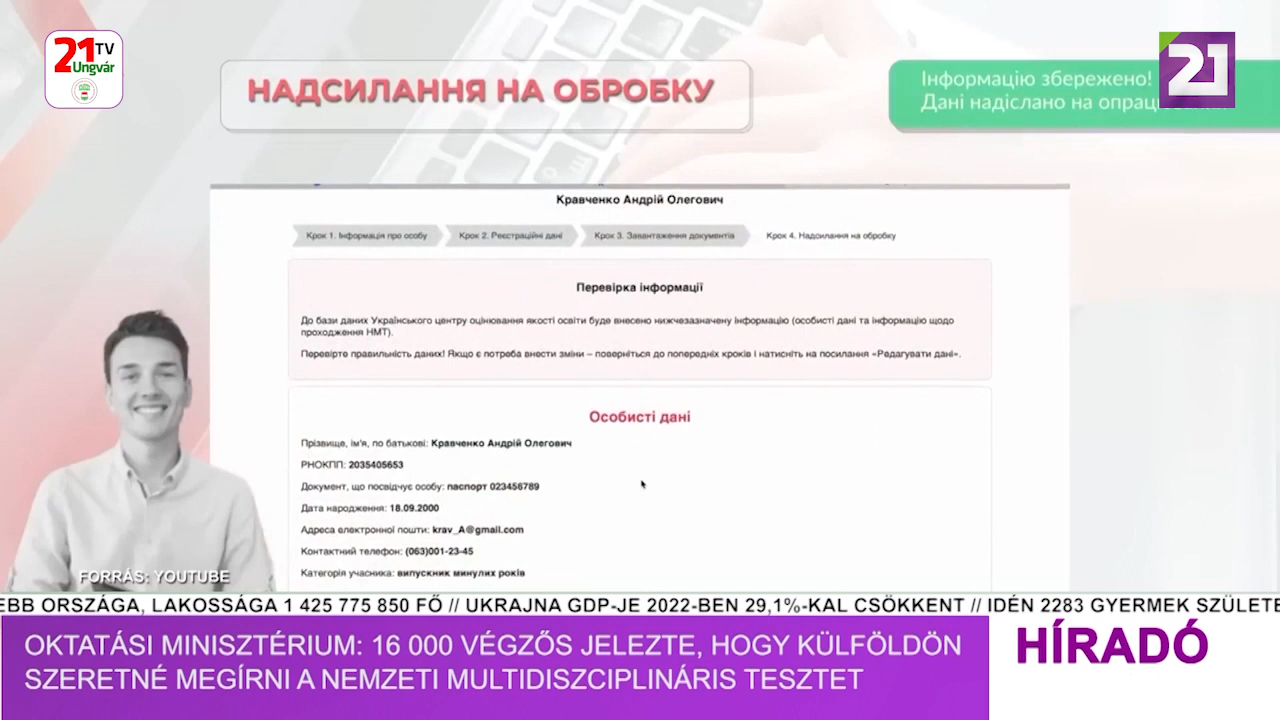 21 TV
Ungvár
НАДСИЛАННЯ НА ОБРОБКУ
Інформацію збережено!
Дані надіслано на
21
Кравченко Андрій Олегович
Крок 1. Інформація про особу
Крок 2. Реєстраційні дані
Крок 3. Завантаження документів
Крок 4. Надсилання на обробку
Перевірка інформації
До бази даних Українського центру оцінювання якості освіти буде внесено нижчезазначену інформацію (особисті дані та інформацію щодо
проходження НМТ).
Перевірте правильність даних! Якщо є потреба внести зміни – поверніться до попередніх кроків і натисніть на посилання «Редагувати дані».
Особисті дані
Прізвище, ім'я, по батькові: Кравченко Андрій Олегович
РНОКПП: 2035405653
Документ, що посвідчує особу: паспорт 023456789
Дата народження: 18.09.2000
Адреса електронної пошти: krav_A@gmail.com
Контактний телефон: (063)001-23-45
Категорія учасника: випускник минулих років
FORRÁS: YOUTUBE
EBB ORSZÁGA, LAKOSSÁGA 1 425 775 850 FŐ // UKRAJNA GDP-JE 2022-BEN 29,1%-KAL CSÖKKENT // IDÉN 2283 GYERMEK SZÜLETE
OKTATÁSI MINISZTÉRIUM: 16 000 VÉGZŐS JELEZTE, HOGY KÜLFÖLDÖN
SZERETNÉ MEGÍRNI A NEMZETI MULTIDISZCIPLINÁRIS TESZTET
HÍRADÓ